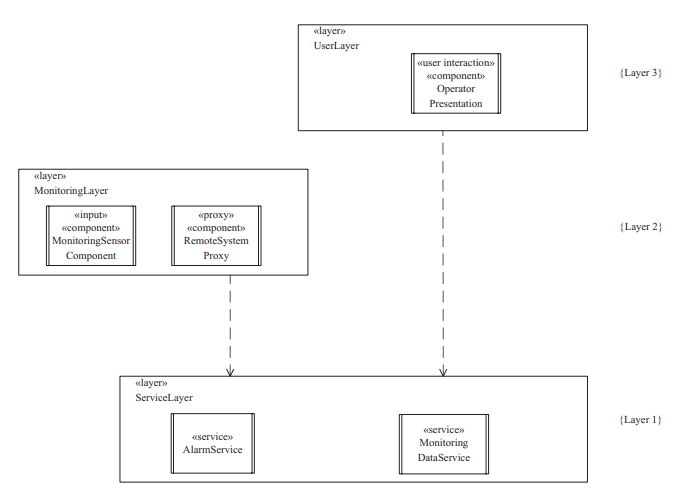 «layer»
UserLayer
«user interaction»
«component»
Operator
Presentation
{Layer 3}
«layer»
MonitoringLayer
«input»
«component»
MonitoringSensor
Component
«proxy»
«component»
RemoteSystem
Proxy
{Layer 2}
«layer»
ServiceLayer
«service»
AlarmService
«service»
Monitoring
DataService
{Layer 1}